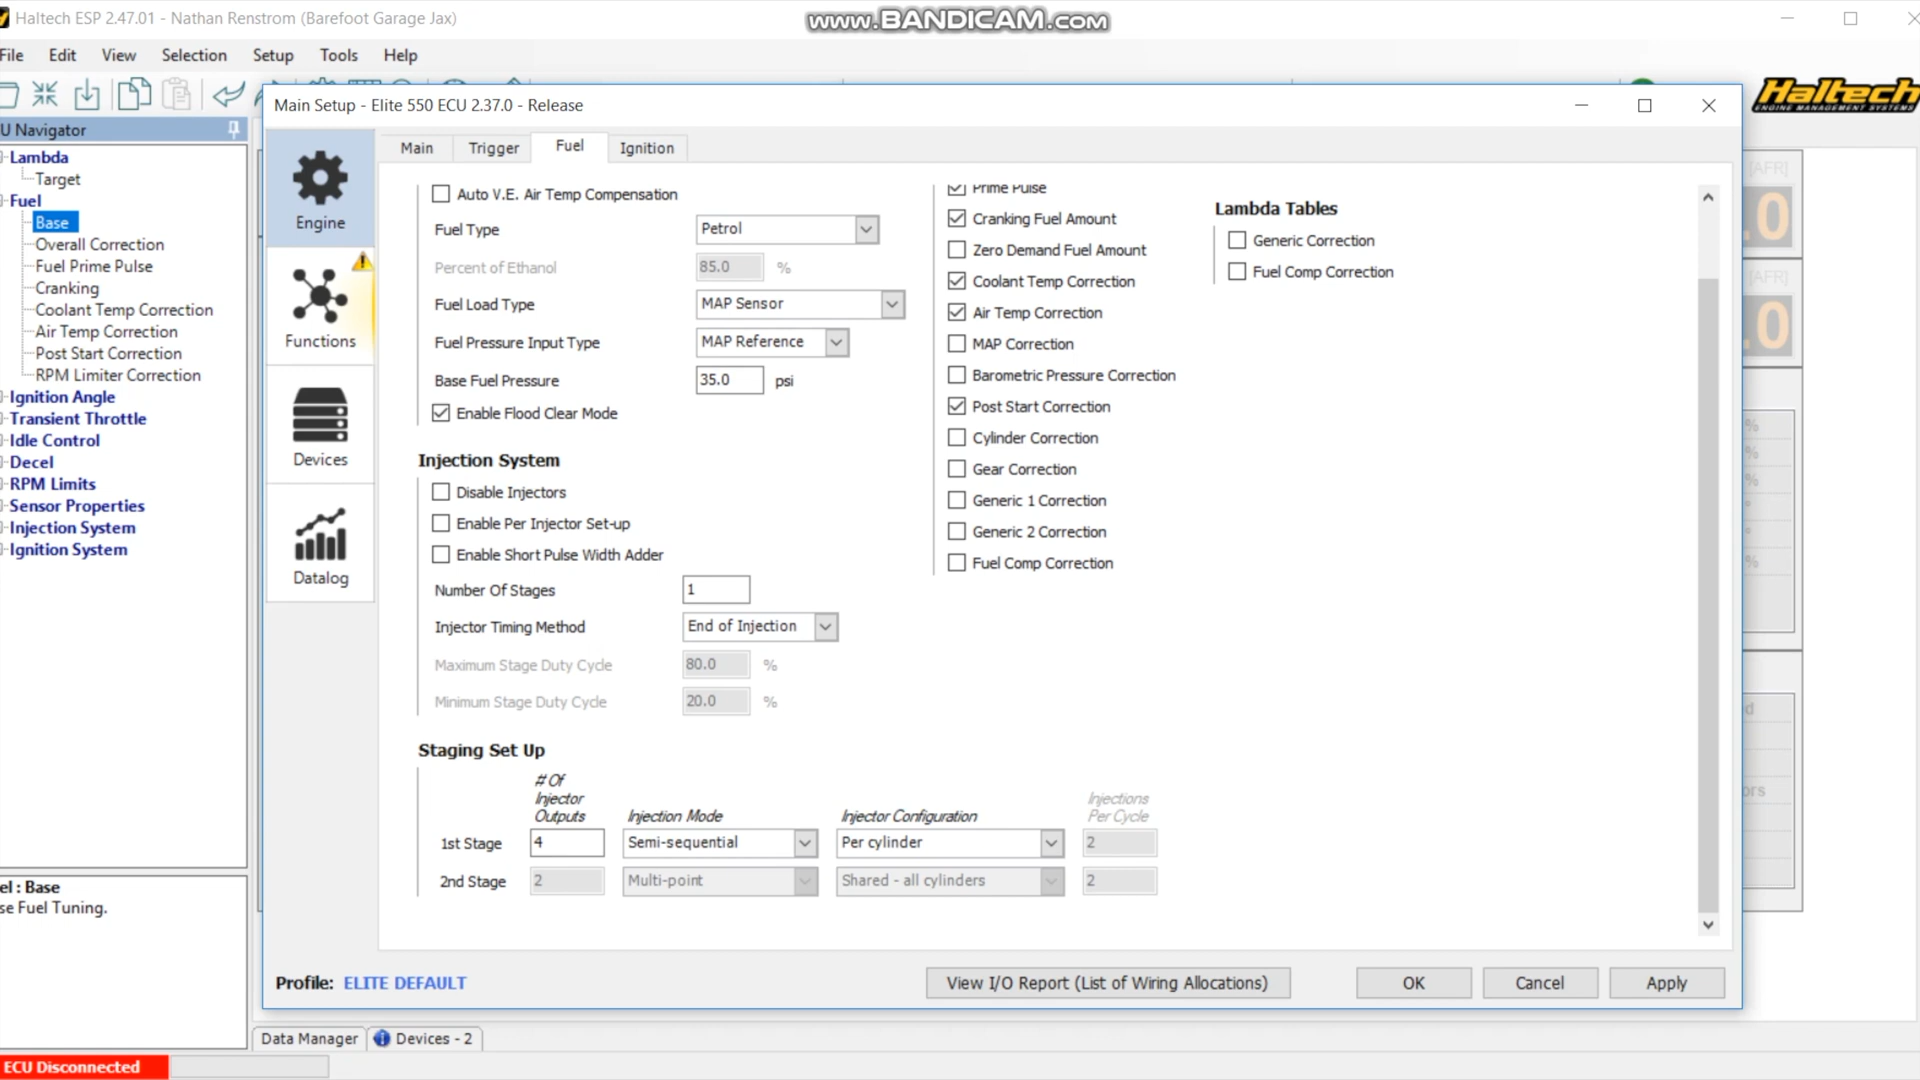 Haltech ESP 2.47.01 - Nathan Renstrom (Barefoot Garage Jax)
www.BANDICAM.com
File Edit View Selection Setup Tools Help
Haltech
ENGINE MANAGEMENT SYSTEMS
Main Setup - Elite 550 ECU 2.37.0 - Release
U Navigator
Lambda
Target
Fuel
Base
Overall Correction
Fuel Prime Pulse
Cranking
Coolant Temp Correction
Air Temp Correction
Post Start Correction
RPM Limiter Correction
Ignition Angle
Transient Throttle
Idle Control
Decel
RPM Limits
Sensor Properties
Injection System
Ignition System
el : Base
se Fuel Tuning.
Engine
Functions
Devices
Datalog
Main Trigger Fuel Ignition
Auto V.E. Air Temp Compensation
Fuel Type Petrol
Percent of Ethanol 85.0 %
Fuel Load Type MAP Sensor
Fuel Pressure Input Type MAP Reference
Base Fuel Pressure 35.0 psi
Enable Flood Clear Mode
Injection System
Disable Injectors
Enable Per Injector Set-up
Enable Short Pulse Width Adder
Number Of Stages 1
Injector Timing Method End of Injection
Maximum Stage Duty Cycle 80.0 %
Minimum Stage Duty Cycle 20.0 %
Prime Pulse
Cranking Fuel Amount
Zero Demand Fuel Amount
Coolant Temp Correction
Air Temp Correction
MAP Correction
Barometric Pressure Correction
Post Start Correction
Cylinder Correction
Gear Correction
Generic 1 Correction
Generic 2 Correction
Fuel Comp Correction
Lambda Tables
Generic Correction
Fuel Comp Correction
Staging Set Up
# Of
Injector
Outputs
Injection Mode
Injector Configuration
Injections
Per Cycle
1st Stage 4 Semi-sequential Per cylinder 2
2nd Stage 2 Multi-point Shared - all cylinders 2
Profile: ELITE DEFAULT
View I/O Report (List of Wiring Allocations) OK Cancel Apply
[AFR]
.0
[AFR]
.0
%
%
%
%
d
ors
Data Manager Devices - 2
ECU Disconnected